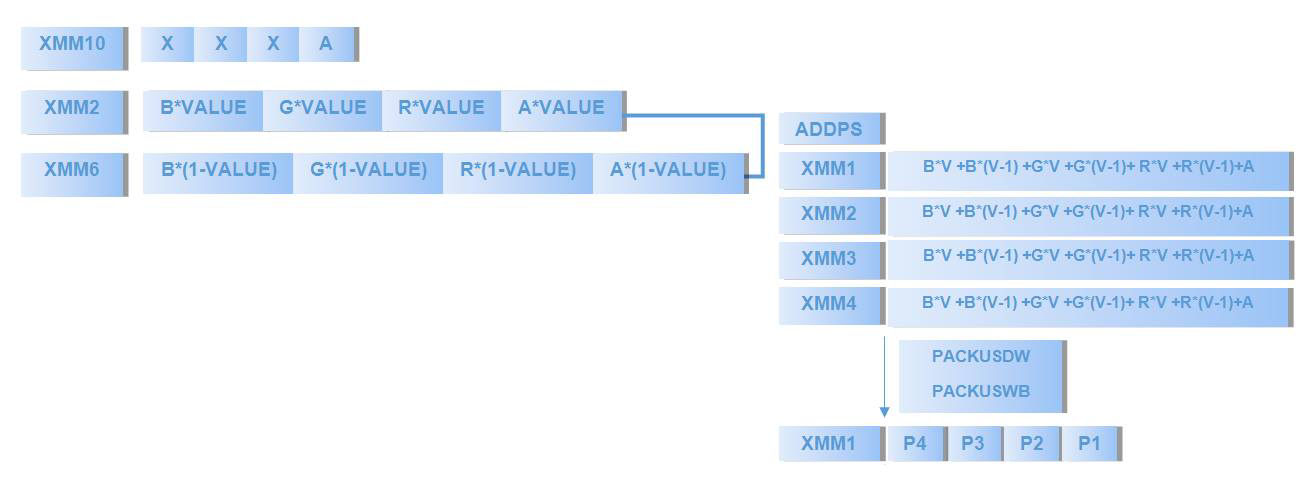 XMM10 X X X A
XMM2 B*VALUE G*VALUE R*VALUE A*VALUE
XMM6 B*(1-VALUE) G*(1-VALUE) R*(1-VALUE) A*(1-VALUE)
ADDPS
XMM1 B*V +B*(V-1) +G*V +G*(V-1)+ R*V +R*(V-1)+A
XMM2 B*V +B*(V-1) +G*V +G*(V-1)+ R*V +R*(V-1)+A
XMM3 B*V +B*(V-1) +G*V +G*(V-1)+ R*V +R*(V-1)+A
XMM4 B*V +B*(V-1) +G*V +G*(V-1)+ R*V +R*(V-1)+A
PACKUSDW
PACKUSWB
XMM1 P4 P3 P2 P1